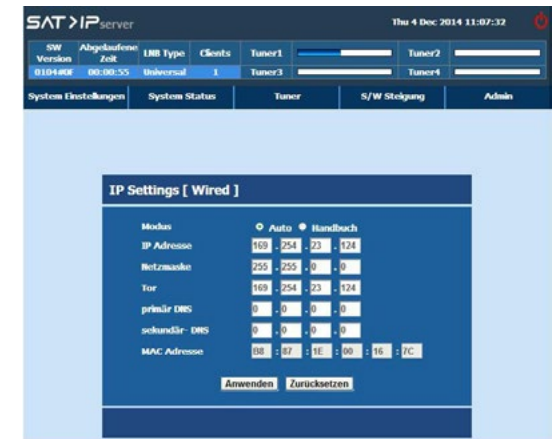 SAT>IP server Thu 4 Dec 2014 11:07:32
SW Version Abgelaufene Zeit LNB Type Clients Tuner1 Tuner2
0104#0F 00:00:55 Universal 1 Tuner3 Tuner4
System Einstellungen System Status Tuner S/W Steigung Admin
IP Settings [ Wired ]
Modus Auto Handbuch
IP Adresse 169 . 254 . 23 . 124
Netzmaske 255 . 255 . 0 . 0
Tor 169 . 254 . 23 . 124
primär DNS 0 . 0 . 0 . 0
sekundär- DNS 0 . 0 . 0 . 0
MAC Adresse B8 : 87 : 1E : 00 : 16 : 7C
Anwenden Zurücksetzen